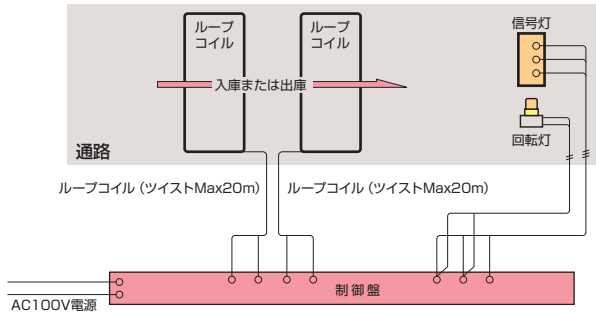 ループ
コイル
ループ
コイル
信号灯
入庫または出庫
回転灯
通路
ループコイル（ツイストMax20m）
ループコイル（ツイストMax20m）
制御盤
AC100V電源